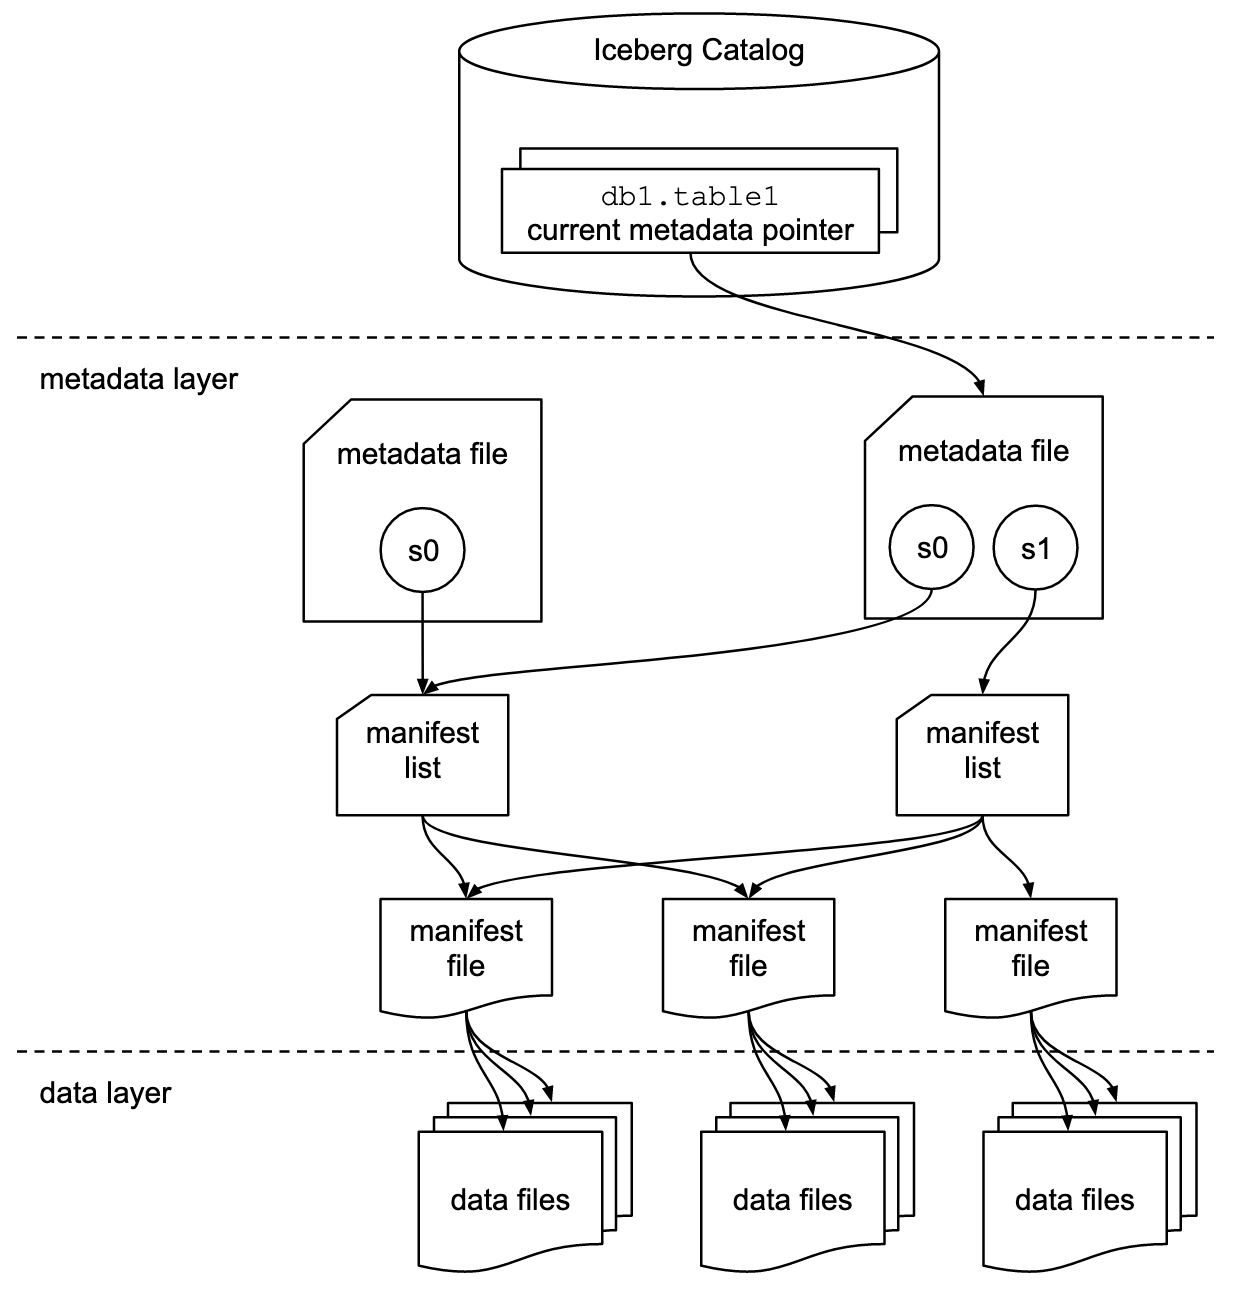 Iceberg Catalog
db1.table1
current metadata pointer
metadata layer
metadata file
s0
metadata file
s0
s1
manifest
list
manifest
list
manifest
file
manifest
file
manifest
file
data layer
data files
data files
data files